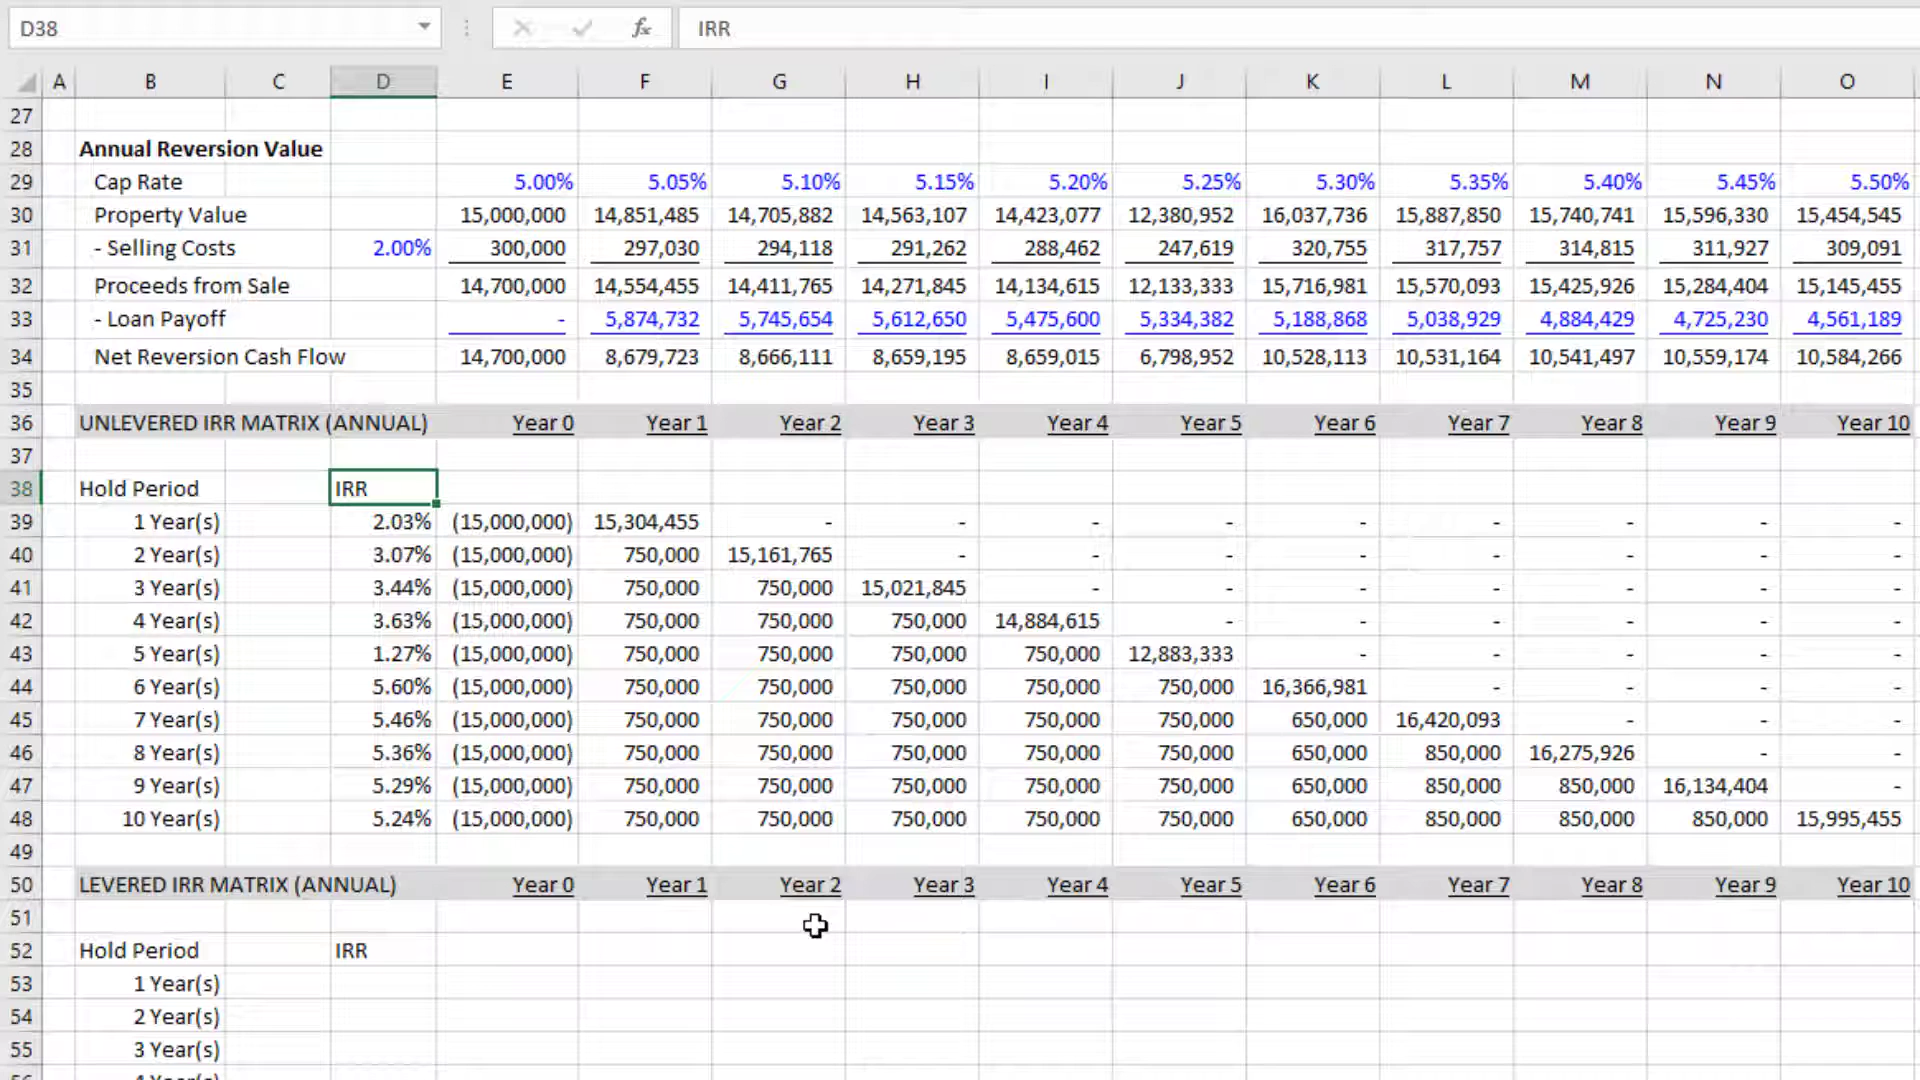 D38 fx IRR
A B C D E F G H I J K L M N O
27
28 Annual Reversion Value
29 Cap Rate 5.00% 5.05% 5.10% 5.15% 5.20% 5.25% 5.30% 5.35% 5.40% 5.45% 5.50%
30 Property Value 15,000,000 14,851,485 14,705,882 14,563,107 14,423,077 12,380,952 16,037,736 15,887,850 15,740,741 15,596,330 15,454,545
31 - Selling Costs 2.00% 300,000 297,030 294,118 291,262 288,462 247,619 320,755 317,757 314,815 311,927 309,091
32 Proceeds from Sale 14,700,000 14,554,455 14,411,765 14,271,845 14,134,615 12,133,333 15,716,981 15,570,093 15,425,926 15,284,404 15,145,455
33 - Loan Payoff - 5,874,732 5,745,654 5,612,650 5,475,600 5,334,382 5,188,868 5,038,929 4,884,429 4,725,230 4,561,189
34 Net Reversion Cash Flow 14,700,000 8,679,723 8,666,111 8,659,195 8,659,015 6,798,952 10,528,113 10,531,164 10,541,497 10,559,174 10,584,266
35
36 UNLEVERED IRR MATRIX (ANNUAL) Year 0 Year 1 Year 2 Year 3 Year 4 Year 5 Year 6 Year 7 Year 8 Year 9 Year 10
37
38 Hold Period IRR
39 1 Year(s) 2.03% (15,000,000) 15,304,455 - - - - - - - - -
40 2 Year(s) 3.07% (15,000,000) 750,000 15,161,765 - - - - - - - -
41 3 Year(s) 3.44% (15,000,000) 750,000 750,000 15,021,845 - - - - - - -
42 4 Year(s) 3.63% (15,000,000) 750,000 750,000 750,000 14,884,615 - - - - - -
43 5 Year(s) 1.27% (15,000,000) 750,000 750,000 750,000 750,000 12,883,333 - - - - -
44 6 Year(s) 5.60% (15,000,000) 750,000 750,000 750,000 750,000 750,000 16,366,981 - - - -
45 7 Year(s) 5.46% (15,000,000) 750,000 750,000 750,000 750,000 750,000 650,000 16,420,093 - - -
46 8 Year(s) 5.36% (15,000,000) 750,000 750,000 750,000 750,000 750,000 650,000 850,000 16,275,926 - -
47 9 Year(s) 5.29% (15,000,000) 750,000 750,000 750,000 750,000 750,000 650,000 850,000 850,000 16,134,404 -
48 10 Year(s) 5.24% (15,000,000) 750,000 750,000 750,000 750,000 750,000 650,000 850,000 850,000 850,000 15,995,455
49
50 LEVERED IRR MATRIX (ANNUAL) Year 0 Year 1 Year 2 Year 3 Year 4 Year 5 Year 6 Year 7 Year 8 Year 9 Year 10
51
52 Hold Period IRR
53 1 Year(s)
54 2 Year(s)
55 3 Year(s)